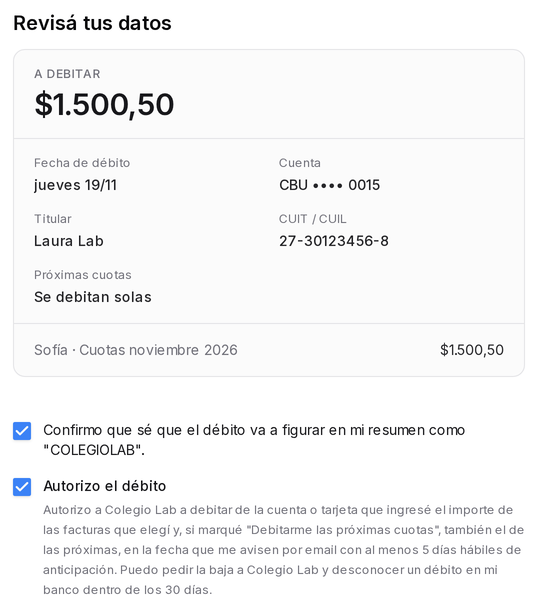 Revisá tus datos
A DEBITAR
$1.500,50
Fecha de débito
Cuenta
jueves 19/11
CBU •••• 0015
Titular
CUIT / CUIL
Laura Lab
27-30123456-8
Próximas cuotas
Se debitan solas
Sofía · Cuotas noviembre 2026
$1.500,50
Confirmo que sé que el débito va a figurar en mi resumen como
"COLEGIOLAB".
Autorizo el débito
Autorizo a Colegio Lab a debitar de la cuenta o tarjeta que ingresé el importe de
las facturas que elegí y, si marqué "Debitarme las próximas cuotas", también el de
las próximas, en la fecha que me avisen por email con al menos 5 días hábiles de
anticipación. Puedo pedir la baja a Colegio Lab y desconocer un débito en mi
banco dentro de los 30 días.